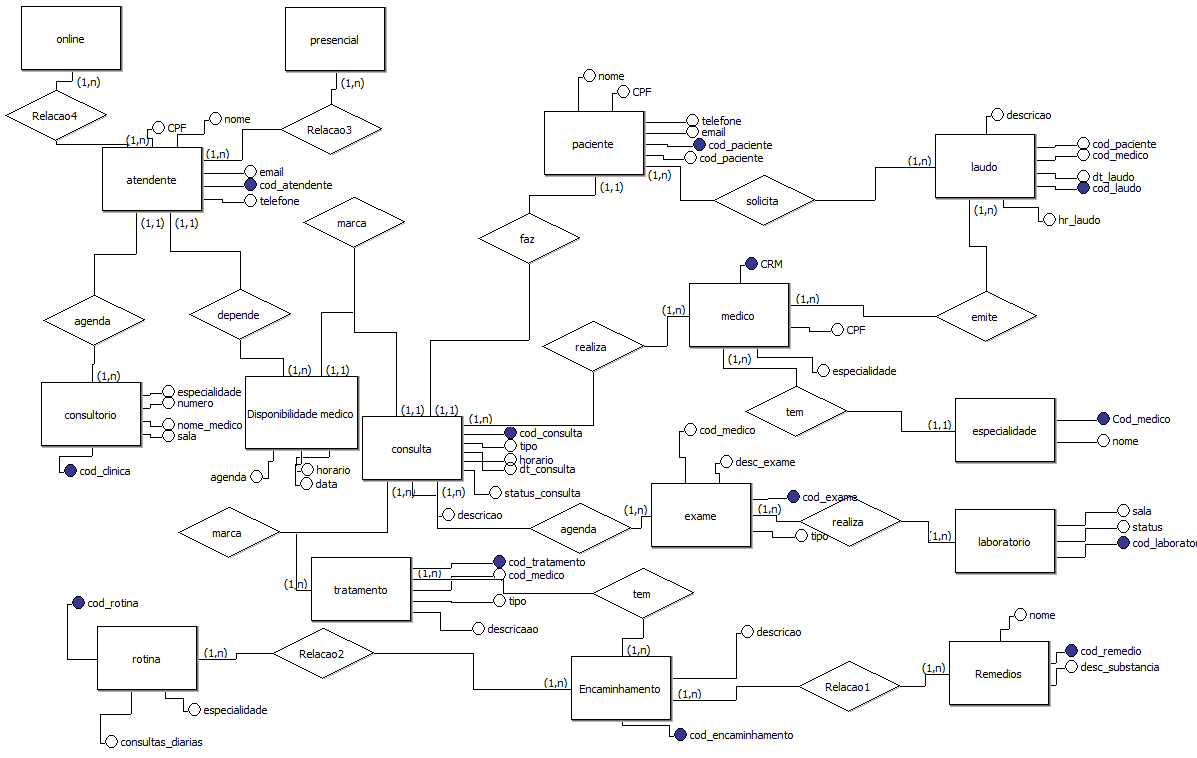 online
presencial
(1,n)
(1,n)
Relacao4
Relacao3
CPF
nome
(1,n)
(1,n)
atendente
email
cod_atendente
telefone
(1,1)
(1,1)
nome
CPF
paciente
telefone
email
cod_paciente
cod_paciente
(1,n)
(1,1)
solicita
descricao
(1,n)
laudo
cod_paciente
cod_medico
dt_laudo
cod_laudo
(1,n)
hr_laudo
marca
faz
agenda
depende
CRM
(1,n)
medico
(1,n)
CPF
emite
realiza
(1,n)
especialidade
(1,n)
consultorio
especialidade
numero
nome_medico
sala
cod_clinica
(1,n)
(1,1)
Disponibilidade medico
agenda
horario
data
(1,1)
(1,1)
(1,n)
consulta
cod_consulta
tipo
horario
dt_consulta
status_consulta
(1,n)
(1,n)
descricao
tem
(1,1)
especialidade
Cod_medico
nome
cod_medico
desc_exame
(1,n)
exame
cod_exame
(1,n)
tipo
realiza
(1,n)
laboratorio
sala
status
cod_laborator
marca
agenda
(1,n)
tratamento
cod_tratamento
(1,n)
cod_medico
tipo
descricaao
tem
cod_rotina
rotina
(1,n)
Relacao2
especialidade
consultas_diarias
(1,n)
(1,n)
Encaminhamento
descricao
(1,n)
cod_encaminhamento
Relacao1
(1,n)
Remedios
nome
cod_remedio
desc_substancia